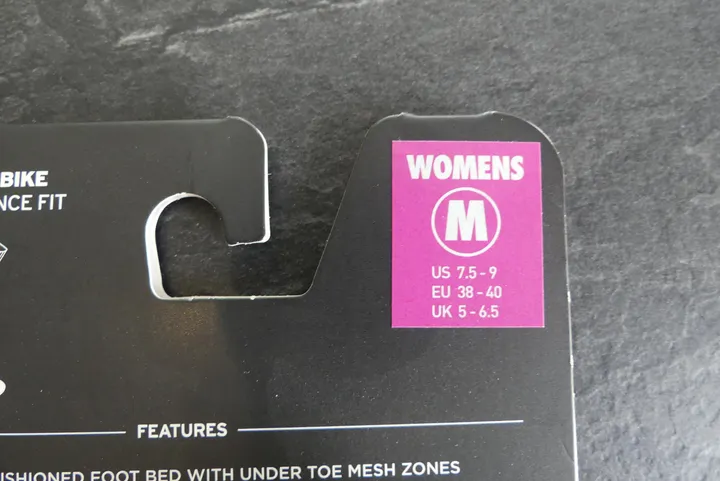 BIKE
NCE FIT
WOMENS
M
US 7.5 - 9
EU 38 - 40
UK 5 - 6.5
FEATURES
USHIONED FOOT BED WITH UNDER TOE MESH ZONES